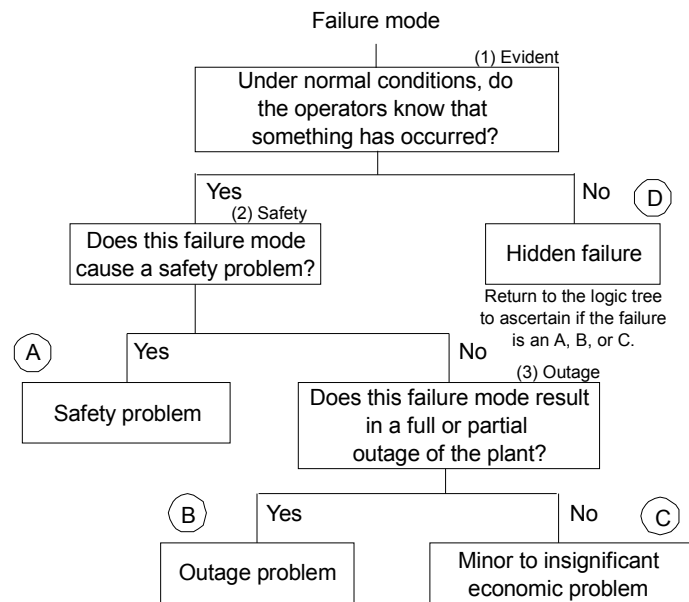 Failure mode
(1) Evident
Under normal conditions, do
the operators know that
something has occurred?
Yes
No
D
(2) Safety
Does this failure mode
cause a safety problem?
Hidden failure
Return to the logic tree
to ascertain if the failure
is an A, B, or C.
A
Yes
No
(3) Outage
Safety problem
Does this failure mode result
in a full or partial
outage of the plant?
B
Yes
No
C
Outage problem
Minor to insignificant
economic problem